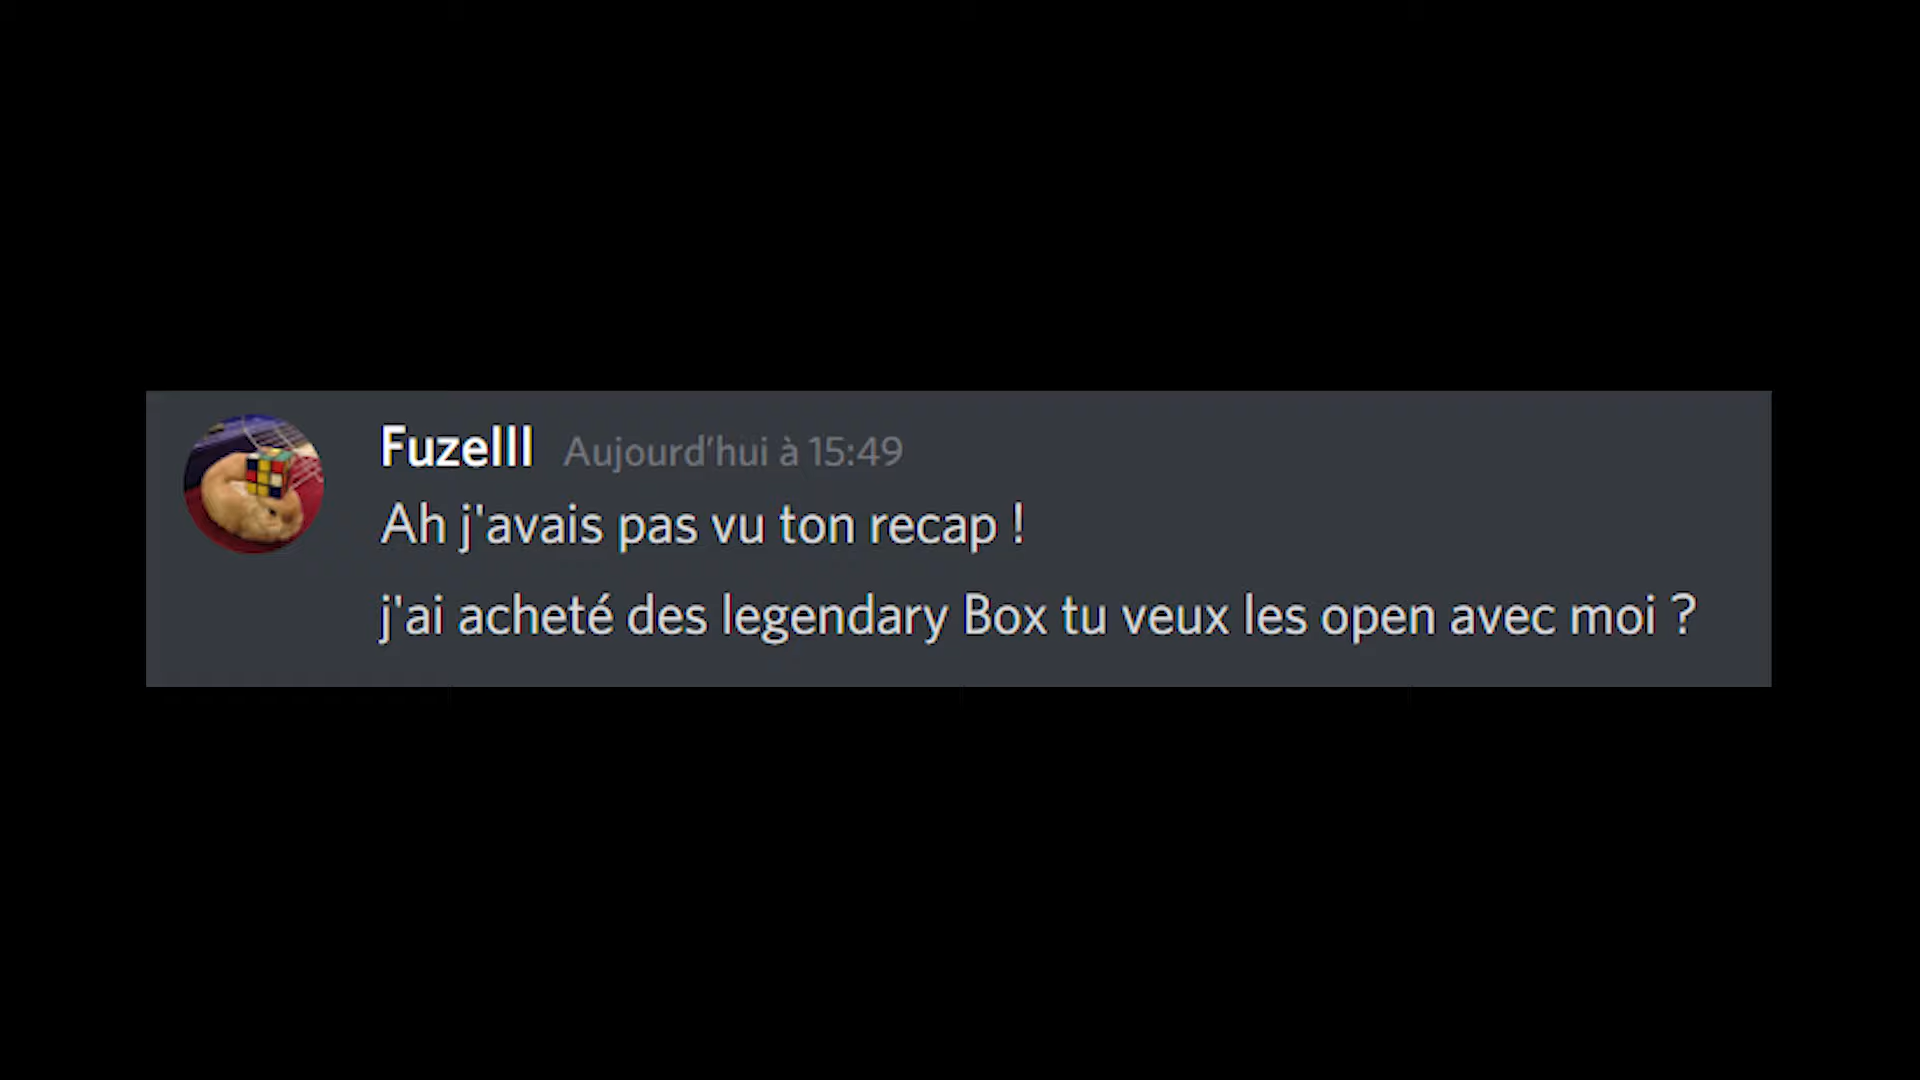 FuzeIII Aujourd’hui à 15:49
Ah j'avais pas vu ton recap !
j'ai acheté des legendary Box tu veux les open avec moi ?